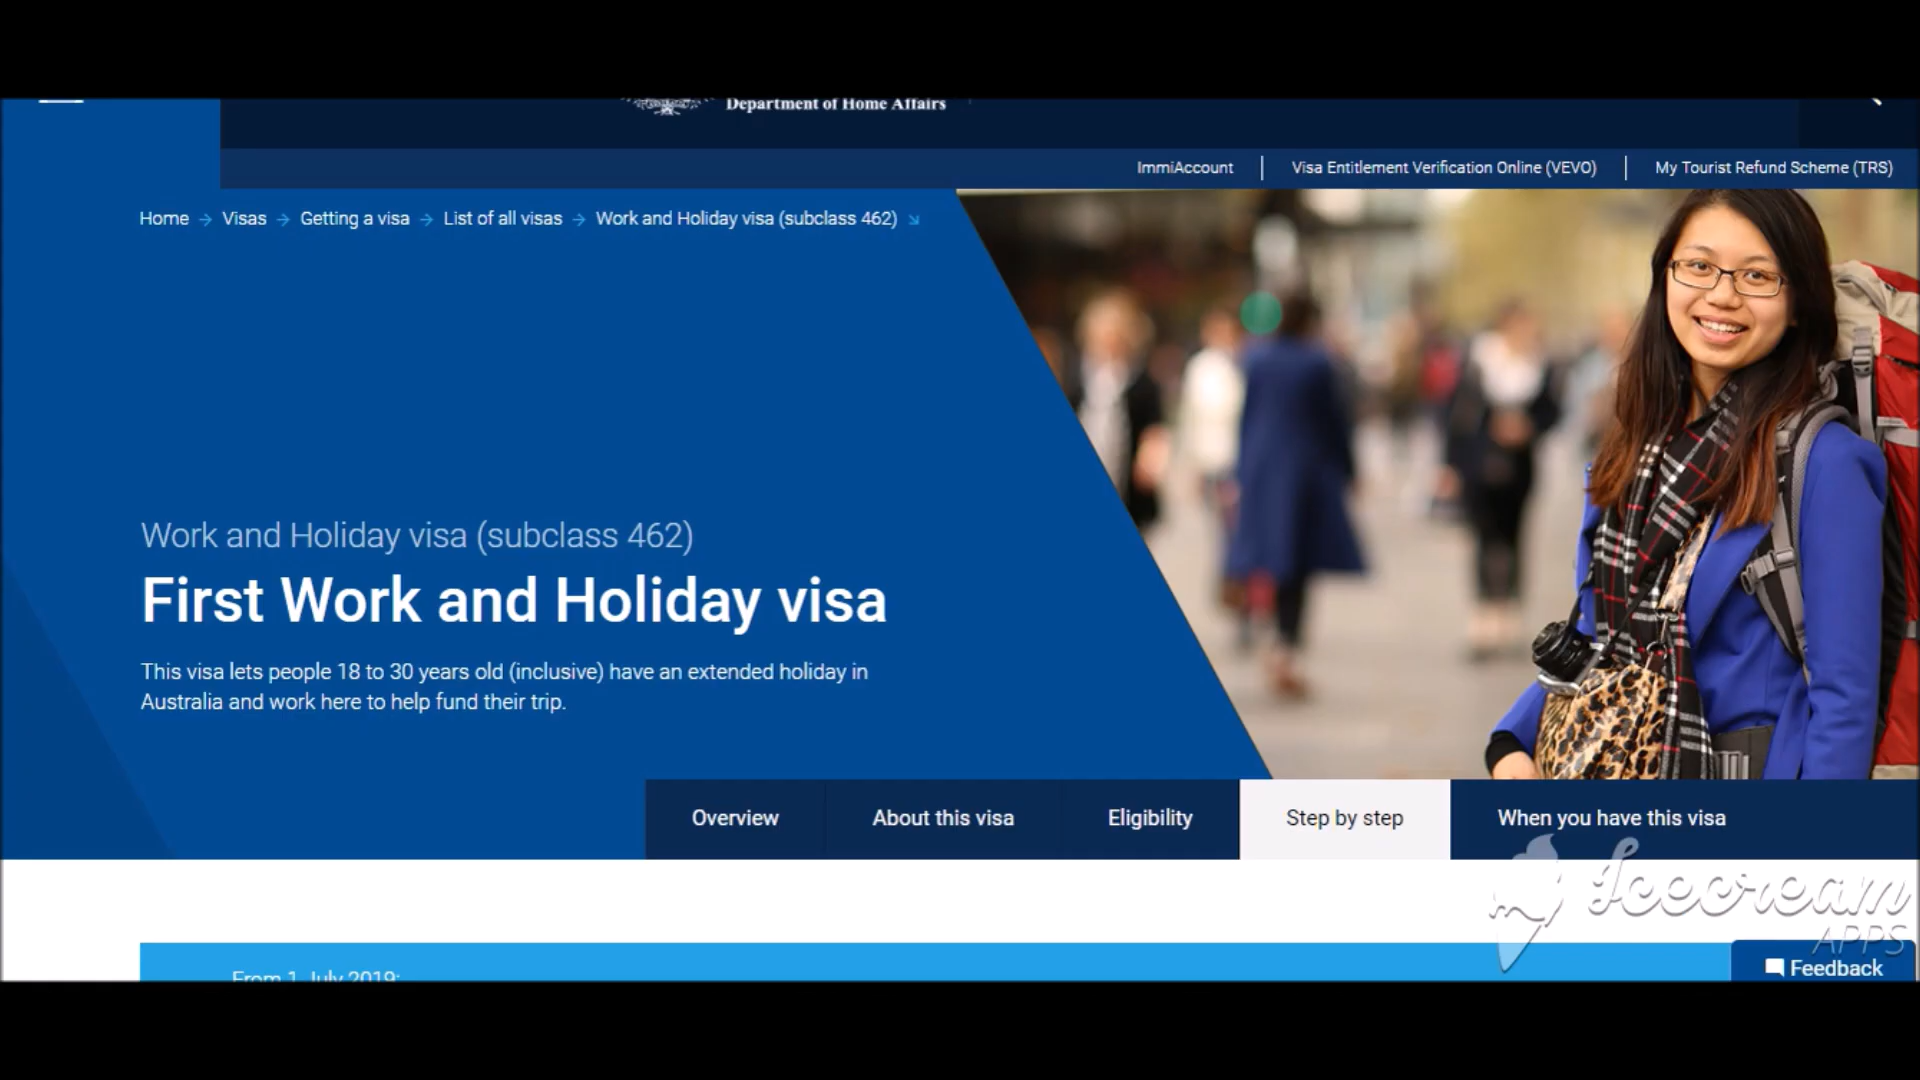 Department of Home Affairs
ImmiAccount
Visa Entitlement Verification Online (VEVO)
My Tourist Refund Scheme (TRS)
Home → Visas → Getting a visa → List of all visas → Work and Holiday visa (subclass 462)
Work and Holiday visa (subclass 462)
First Work and Holiday visa
This visa lets people 18 to 30 years old (inclusive) have an extended holiday in
Australia and work here to help fund their trip.
Overview
About this visa
Eligibility
Step by step
When you have this visa
Icecream
APPS
From 1 July 2019:
Feedback